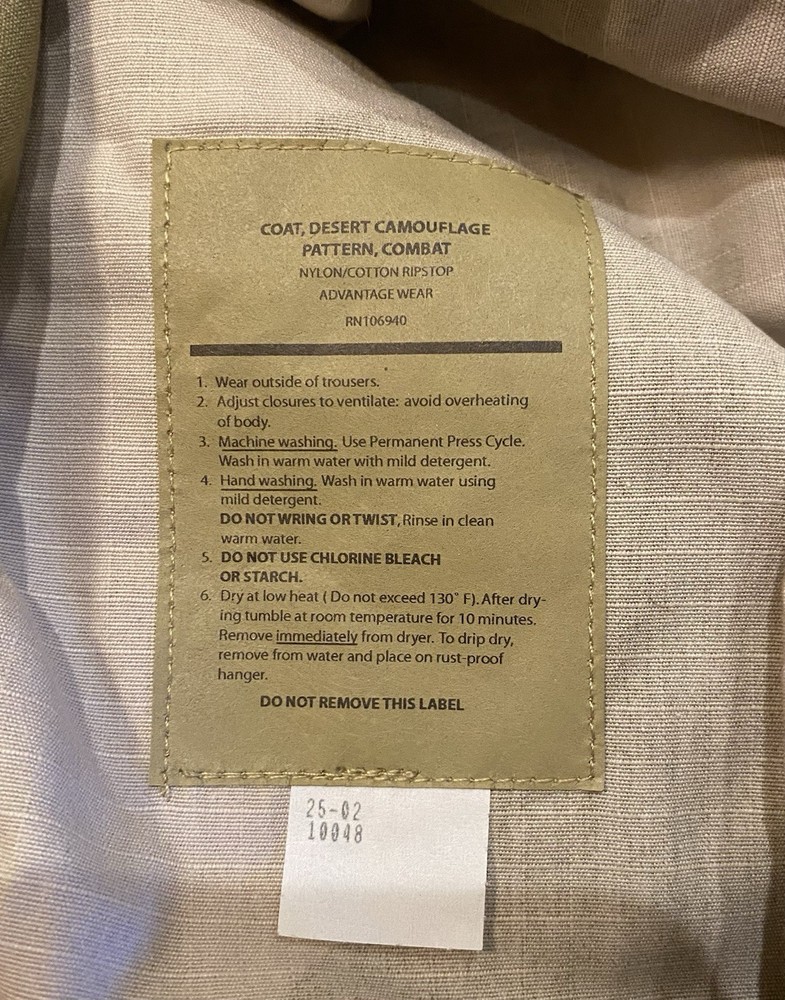 COAT, DESERT CAMOUFLAGE
PATTERN, COMBAT
NYLON/COTTON RIPSTOP
ADVANTAGE WEAR
RN106940
1. Wear outside of trousers.
2. Adjust closures to ventilate: avoid overheating
of body.
3. Machine washing. Use Permanent Press Cycle.
Wash in warm water with mild detergent.
4. Hand washing. Wash in warm water using
mild detergent.
DO NOT WRING OR TWIST, Rinse in clean
warm water.
5. DO NOT USE CHLORINE BLEACH
OR STARCH.
6. Dry at low heat ( Do not exceed 130° F). After dry-
ing tumble at room temperature for 10 minutes.
Remove immediately from dryer. To drip dry,
remove from water and place on rust-proof
hanger.
DO NOT REMOVE THIS LABEL
25-02
10048